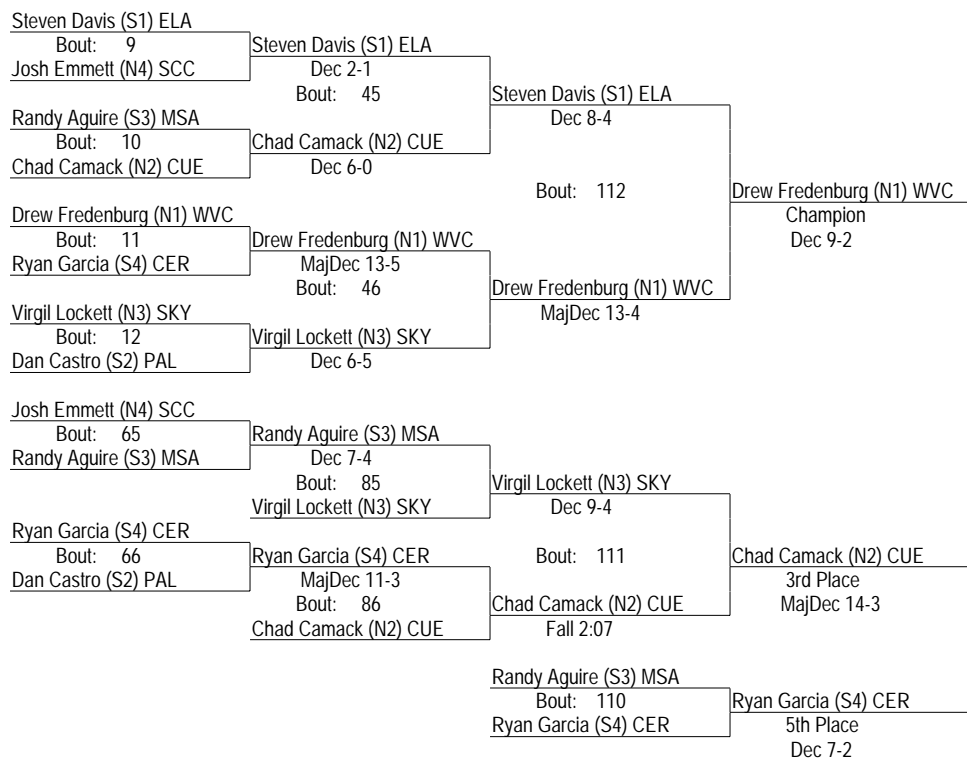 Steven Davis (S1) ELA
Bout: 9
Steven Davis (S1) ELA
Josh Emmett (N4) SCC
Dec 2-1
Bout: 45
Steven Davis (S1) ELA
Randy Aguire (S3) MSA
Dec 8-4
Bout: 10
Chad Camack (N2) CUE
Chad Camack (N2) CUE
Dec 6-0
Bout: 112
Drew Fredenburg (N1) WVC
Drew Fredenburg (N1) WVC
Champion
Bout: 11
Drew Fredenburg (N1) WVC
Dec 9-2
Ryan Garcia (S4) CER
MajDec 13-5
Bout: 46
Drew Fredenburg (N1) WVC
Virgil Lockett (N3) SKY
MajDec 13-4
Bout: 12
Virgil Lockett (N3) SKY
Dan Castro (S2) PAL
Dec 6-5
Josh Emmett (N4) SCC
Bout: 65
Randy Aguire (S3) MSA
Randy Aguire (S3) MSA
Dec 7-4
Bout: 85
Virgil Lockett (N3) SKY
Virgil Lockett (N3) SKY
Dec 9-4
Ryan Garcia (S4) CER
Bout: 66
Ryan Garcia (S4) CER
Bout: 111
Chad Camack (N2) CUE
Dan Castro (S2) PAL
MajDec 11-3
3rd Place
Bout: 86
Chad Camack (N2) CUE
MajDec 14-3
Chad Camack (N2) CUE
Fall 2:07
Randy Aguire (S3) MSA
Bout: 110
Ryan Garcia (S4) CER
Ryan Garcia (S4) CER
5th Place
Dec 7-2